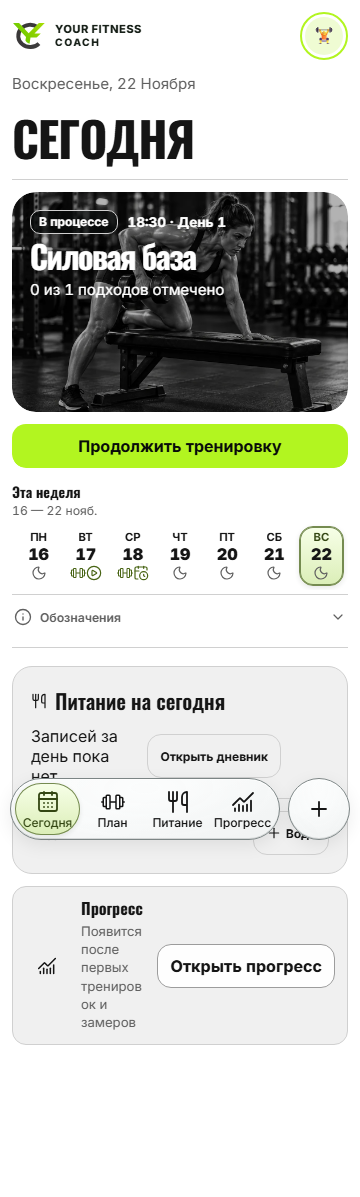 YOUR FITNESS
COACH
Воскресенье, 22 Ноября
СЕГОДНЯ
В процессе 18:30 · День 1
Силовая база
0 из 1 подходов отмечено
Продолжить тренировку
Эта неделя
16 — 22 нояб.
ПН ВТ СР ЧТ ПТ СБ ВС
16 17 18 19 20 21 22
Обозначения
Питание на сегодня
Записей за
день пока
нет
Открыть дневник
Сегодня План Питание Прогресс
Прогресс
Появится
после
первых
трениров
ок и
замеров
Открыть прогресс